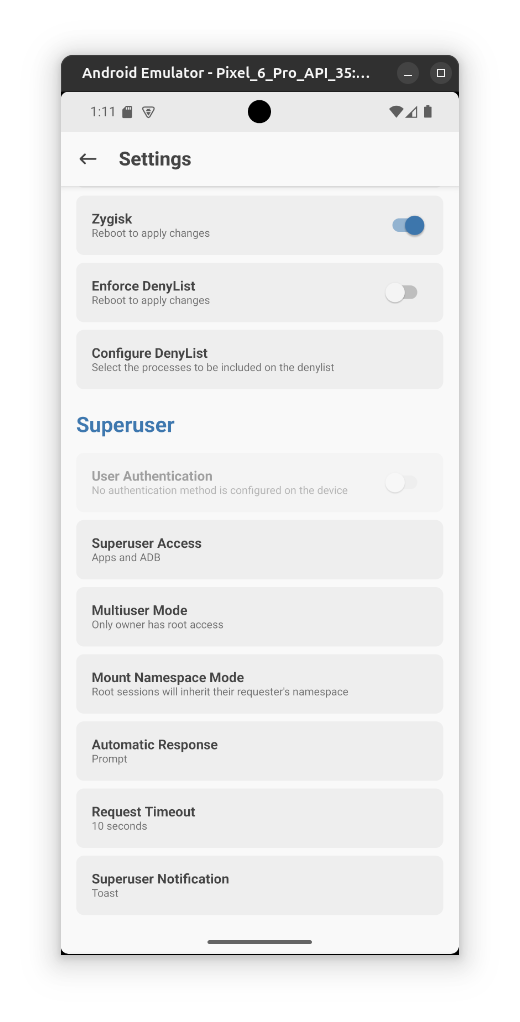 Android Emulator - Pixel_6_Pro_API_35:...
1:11
Settings
Zygisk
Reboot to apply changes
Enforce DenyList
Reboot to apply changes
Configure DenyList
Select the processes to be included on the denylist
Superuser
User Authentication
No authentication method is configured on the device
Superuser Access
Apps and ADB
Multiuser Mode
Only owner has root access
Mount Namespace Mode
Root sessions will inherit their requester's namespace
Automatic Response
Prompt
Request Timeout
10 seconds
Superuser Notification
Toast